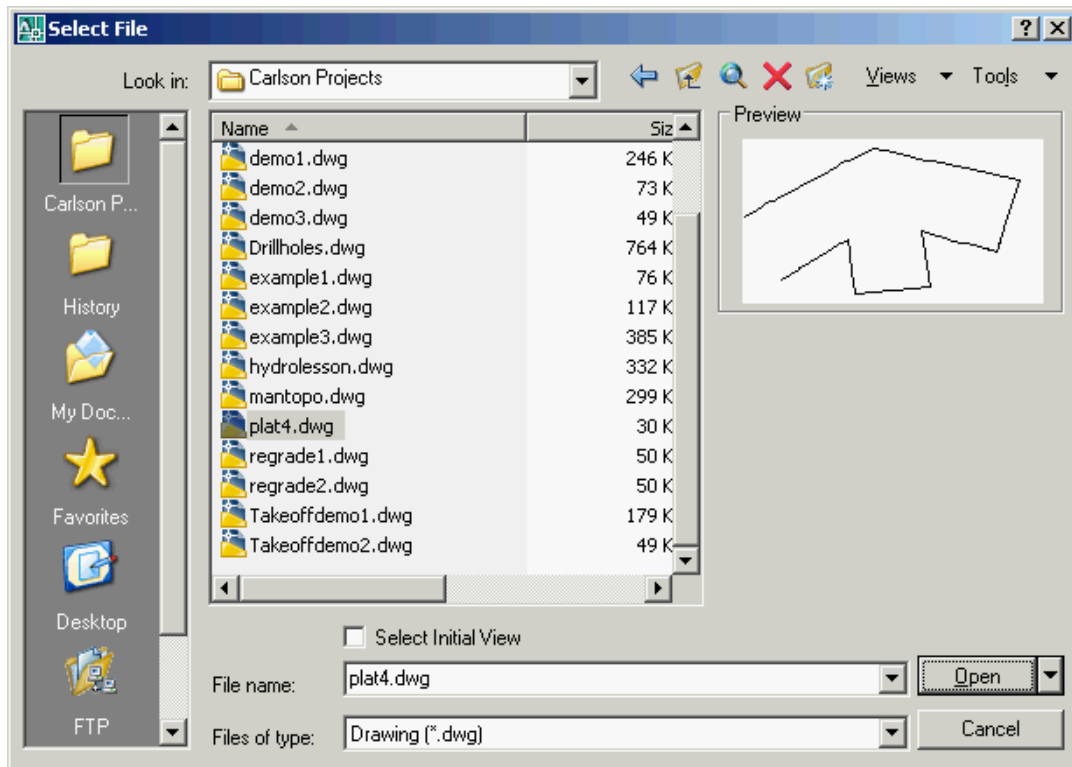 Select File
Look in: Carlson Projects Views Tools
Carlson P...
History
My Doc...
Favorites
Desktop
FTP
Name Siz
demo1.dwg 246 K
demo2.dwg 73 K
demo3.dwg 49 K
Drillholes.dwg 764 K
example1.dwg 76 K
example2.dwg 117 K
example3.dwg 385 K
hydrolesson.dwg 332 K
mantopo.dwg 299 K
plat4.dwg 30 K
regrade1.dwg 50 K
regrade2.dwg 50 K
Takeoffdemo1.dwg 179 K
Takeoffdemo2.dwg 49 K
Preview
Select Initial View
File name: plat4.dwg Open
Files of type: Drawing (*.dwg) Cancel